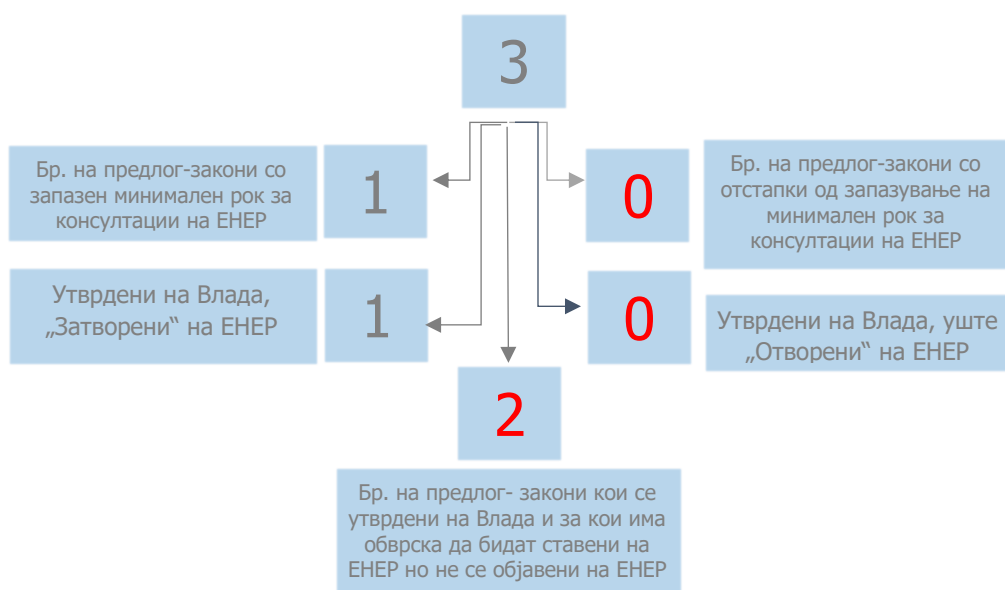 3
Бр. на предлог-закони со
запазен минимален рок за
консултации на ЕНЕР
1
0
Бр. на предлог-закони со
отстапки од запазување на
минимален рок за
консултации на ЕНЕР
Утврдени на Влада,
„Затворени“ на ЕНЕР
1
0
Утврдени на Влада, уште
„Отворени“ на ЕНЕР
2
Бр. на предлог- закони кои се
утврдени на Влада и за кои има
обврска да бидат ставени на
ЕНЕР но не се објавени на ЕНЕР